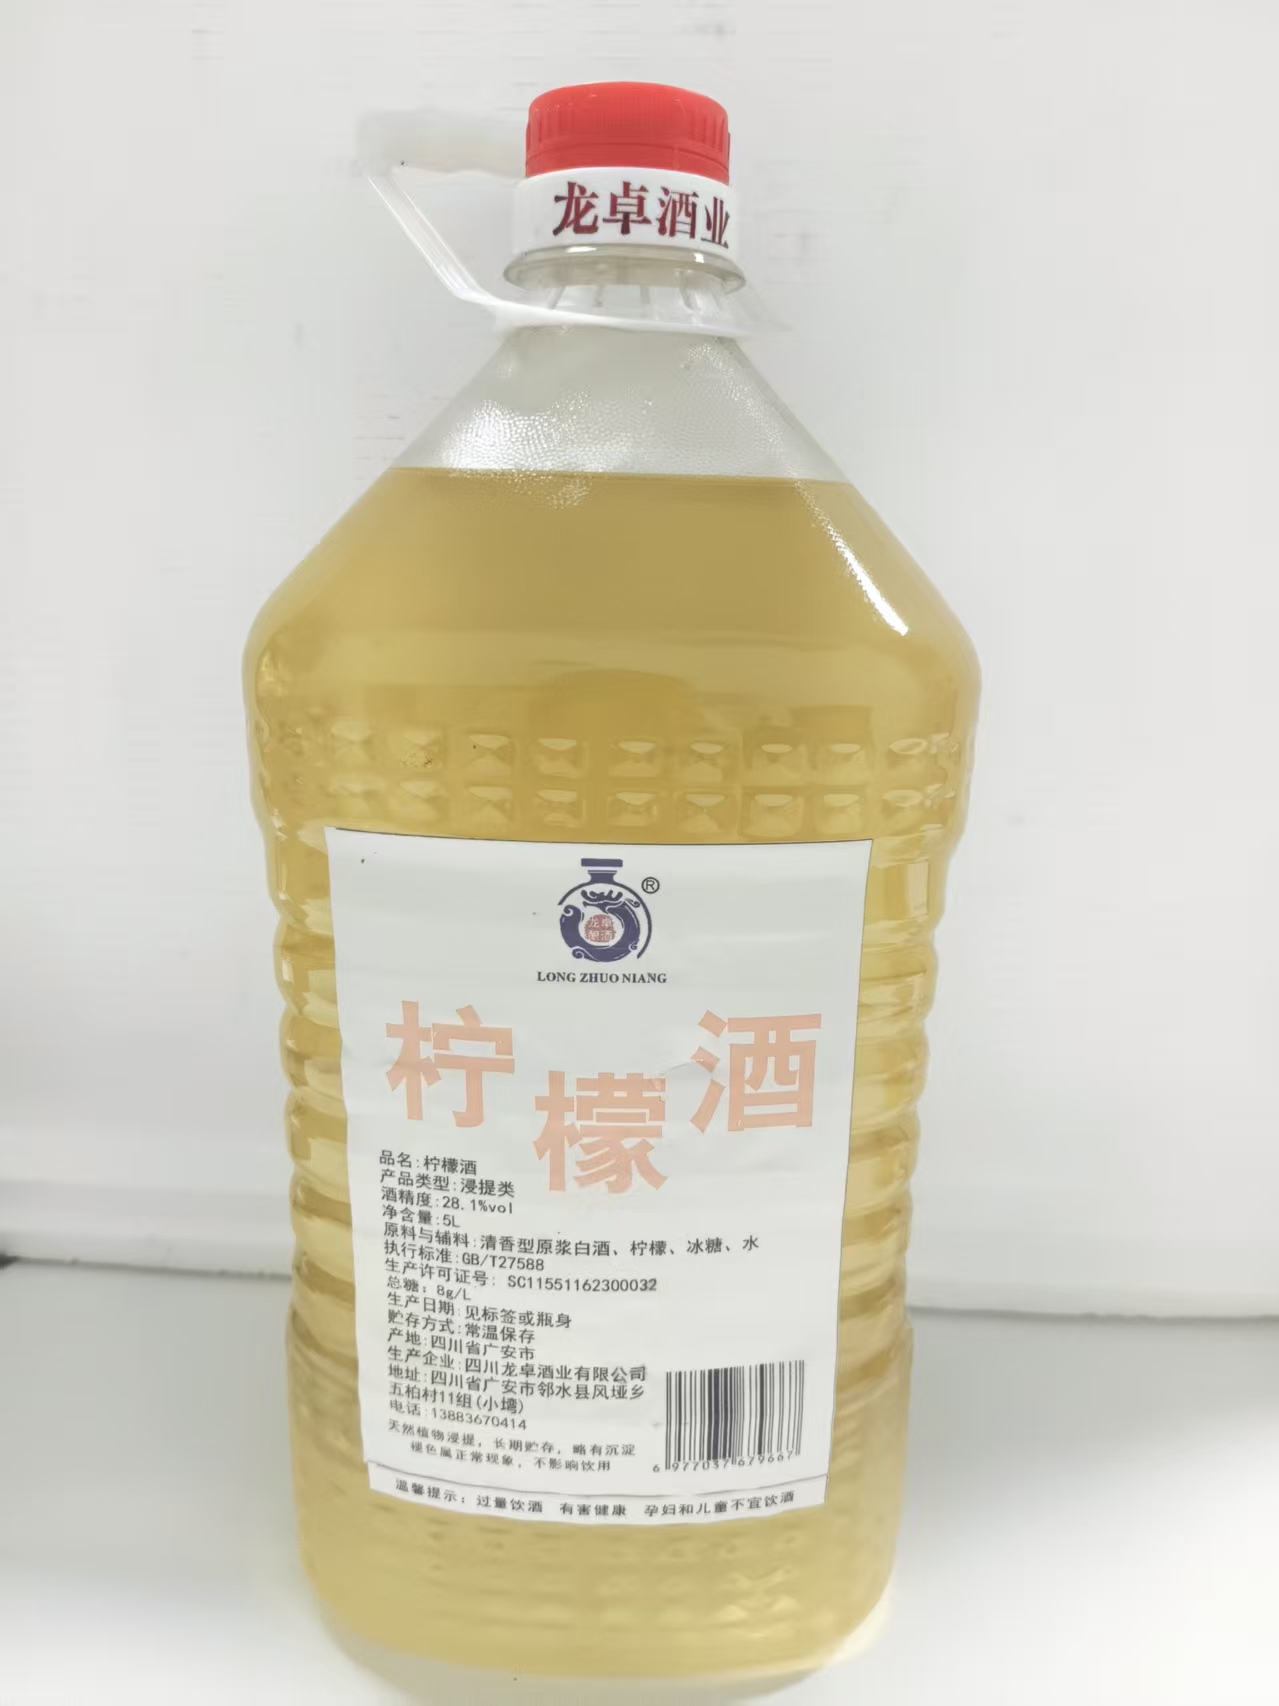 龙卓酒业
®
龙卓
酿酒
LONG ZHUO NIANG
柠檬酒
品名:柠檬酒
产品类型:浸提类
酒精度:28.1%vol
净含量:5L
原料与辅料:清香型原浆白酒、柠檬、冰糖、水
执行标准:GB/T27588
生产许可证号: SC11551162300032
总糖: 8g/L
生产日期:见标签或瓶身
贮存方式:常温保存
产地:四川省广安市
生产企业:四川龙卓酒业有限公司
地址:四川省广安市邻水县风垭乡
五柏村11组(小塆)
电话:13883670414
天然植物浸提，长期贮存，略有沉淀
褪色属正常现象，不影响饮用
6 977037 679667
温馨提示：过量饮酒 有害健康 孕妇和儿童不宜饮酒